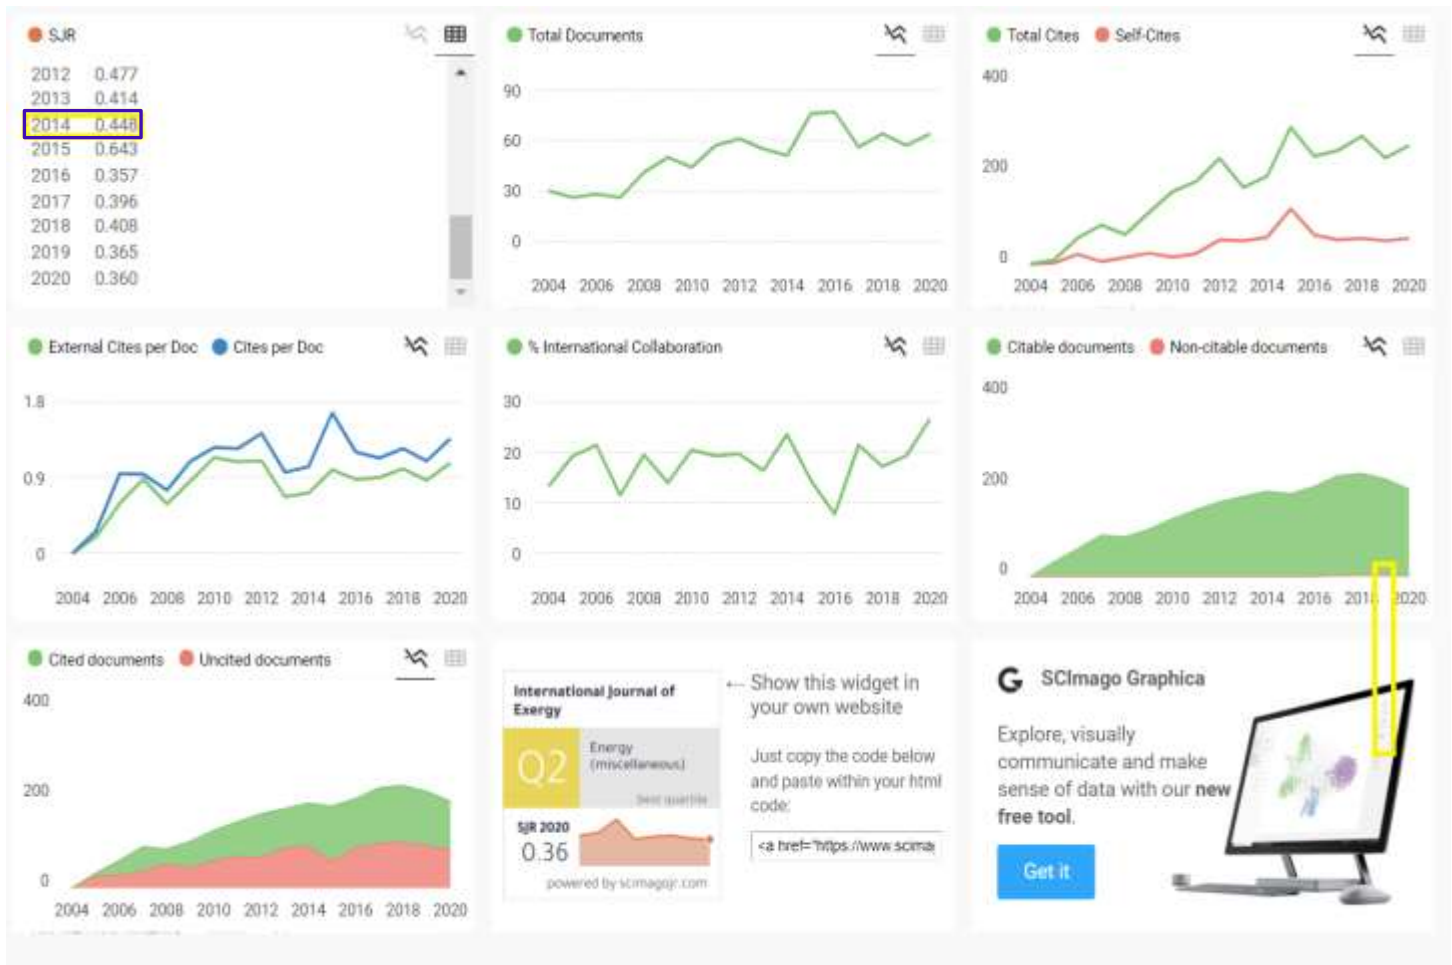 SJR
2012 0.477
2013 0.414
2014 0.448
2015 0.643
2016 0.357
2017 0.396
2018 0.408
2019 0.365
2020 0.360
Total Documents
90
60
30
0
2004 2006 2008 2010 2012 2014 2016 2018 2020
Total Cites Self-Cites
400
200
0
2004 2006 2008 2010 2012 2014 2016 2018 2020
External Cites per Doc Cites per Doc
1.8
0.9
0
2004 2006 2008 2010 2012 2014 2016 2018 2020
% International Collaboration
30
20
10
0
2004 2006 2008 2010 2012 2014 2016 2018 2020
Citable documents Non-citable documents
400
200
0
2004 2006 2008 2010 2012 2014 2016 2018 2020
Cited documents Uncited documents
400
200
0
2004 2006 2008 2010 2012 2014 2016 2018 2020
International Journal of
Exergy
Q2
Energy
(miscellaneous)
best quartile
SJR 2020
0.36
powered by scimagojr.com
← Show this widget in
your own website
Just copy the code below
and paste within your html
code:
<a href="https://www.scima
G SCImago Graphica
Explore, visually
communicate and make
sense of data with our new
free tool.
Get it